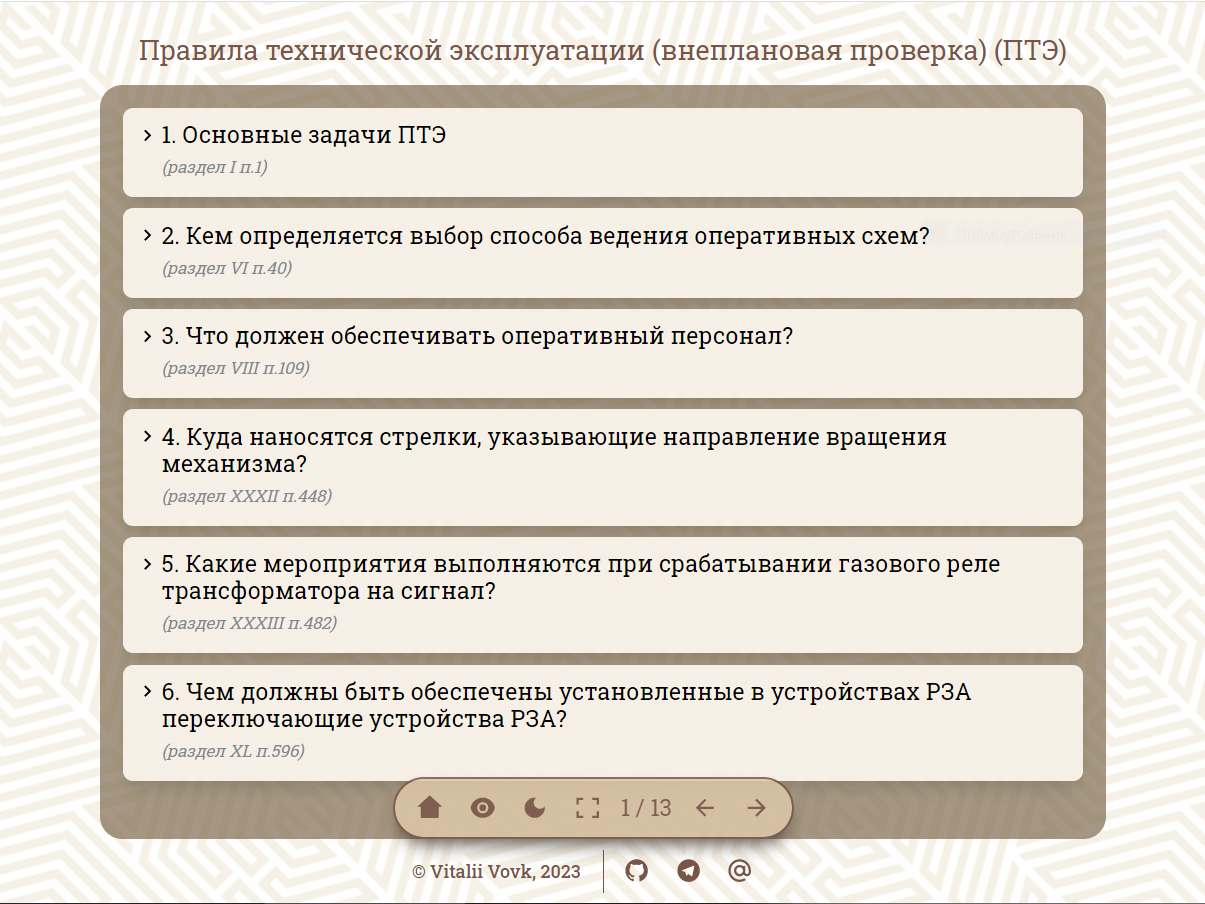 Правила технической эксплуатации (внеплановая проверка) (ПТЭ)
1. Основные задачи ПТЭ
(раздел I п.1)
2. Кем определяется выбор способа ведения оперативных схем?
Прямоугольник
(раздел VI п.40)
3. Что должен обеспечивать оперативный персонал?
(раздел VIII п.109)
4. Куда наносятся стрелки, указывающие направление вращения
механизма?
(раздел XXXII п.448)
5. Какие мероприятия выполняются при срабатывании газового реле
трансформатора на сигнал?
(раздел XXXIII п.482)
6. Чем должны быть обеспечены установленные в устройствах РЗА
переключающие устройства РЗА?
(раздел XL п.596)
1 / 13
© Vitalii Vovk, 2023